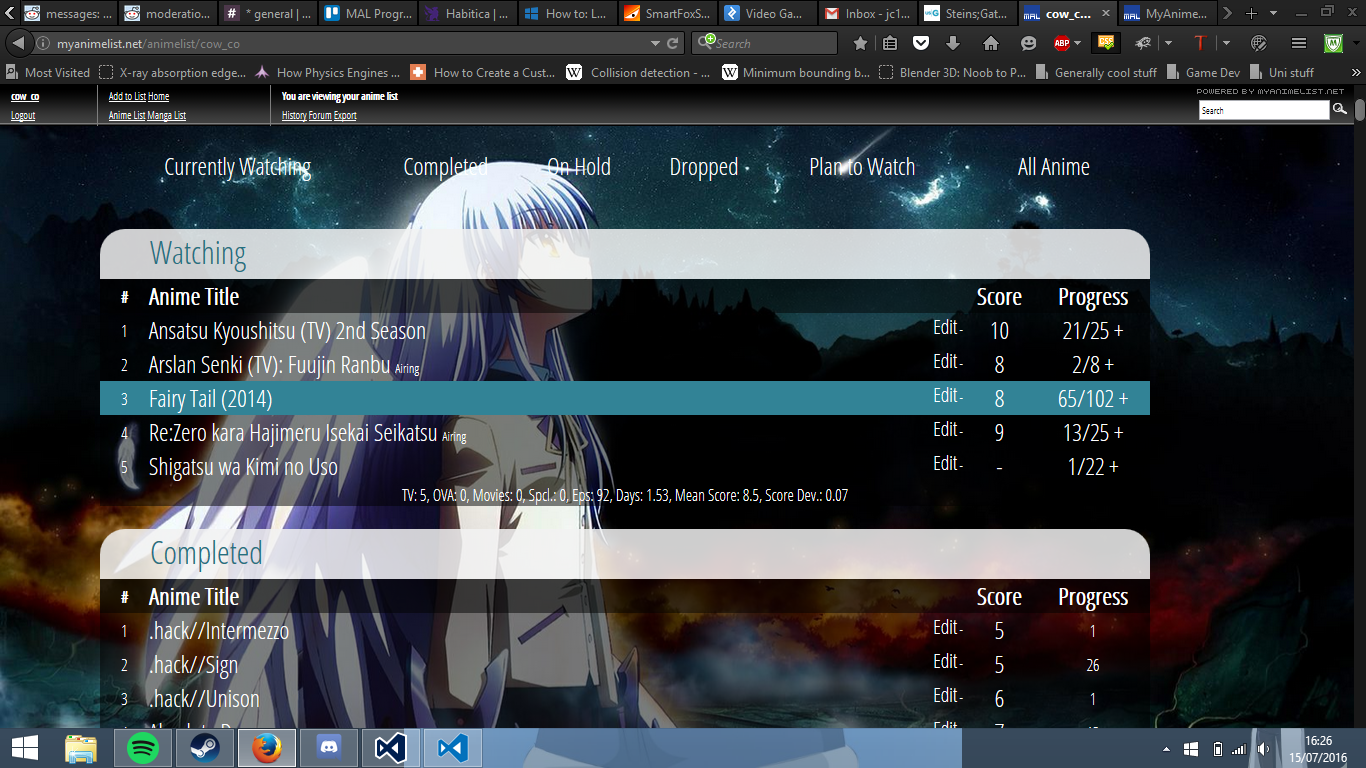 messages: ...
moderatio...
* general | ...
MAL Progr...
Habitica | ...
How to: L...
SmartFoxS...
Video Ga...
Inbox - jc1...
Steins;Gat...
cow_c...
MyAnime...
myanimelist.net/animelist/cow_co
Search
ABP
Most Visited
X-ray absorption edge...
How Physics Engines ...
How to Create a Cust...
Collision detection - ...
Minimum bounding b...
Blender 3D: Noob to P...
Generally cool stuff
Game Dev
Uni stuff
cow_co
Add to List Home
You are viewing your anime list
POWERED BY MYANIMELIST.NET
Logout
Anime List Manga List
History Forum Export
Search
Currently Watching
Completed
On Hold
Dropped
Plan to Watch
All Anime
Watching
# Anime Title Score Progress
1 Ansatsu Kyoushitsu (TV) 2nd Season Edit - 10 21/25 +
2 Arslan Senki (TV): Fuujin Ranbu Airing Edit - 8 2/8 +
3 Fairy Tail (2014) Edit - 8 65/102 +
4 Re:Zero kara Hajimeru Isekai Seikatsu Airing Edit - 9 13/25 +
5 Shigatsu wa Kimi no Uso Edit - - 1/22 +
TV: 5, OVA: 0, Movies: 0, Spcl.: 0, Eps: 92, Days: 1.53, Mean Score: 8.5, Score Dev.: 0.07
Completed
# Anime Title Score Progress
1 .hack//Intermezzo Edit - 5 1
2 .hack//Sign Edit - 5 26
3 .hack//Unison Edit - 6 1
16:26
15/07/2016